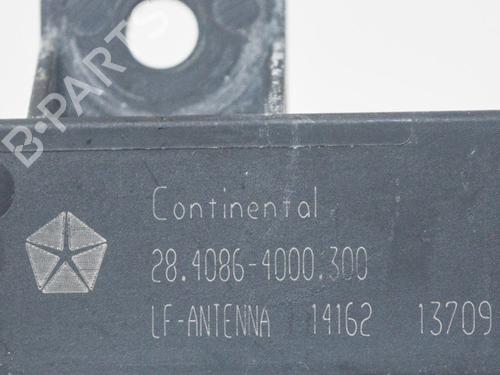 B-PARTS
Continental
28.4086-4000.300
LF-ANTENNA 14162 13709